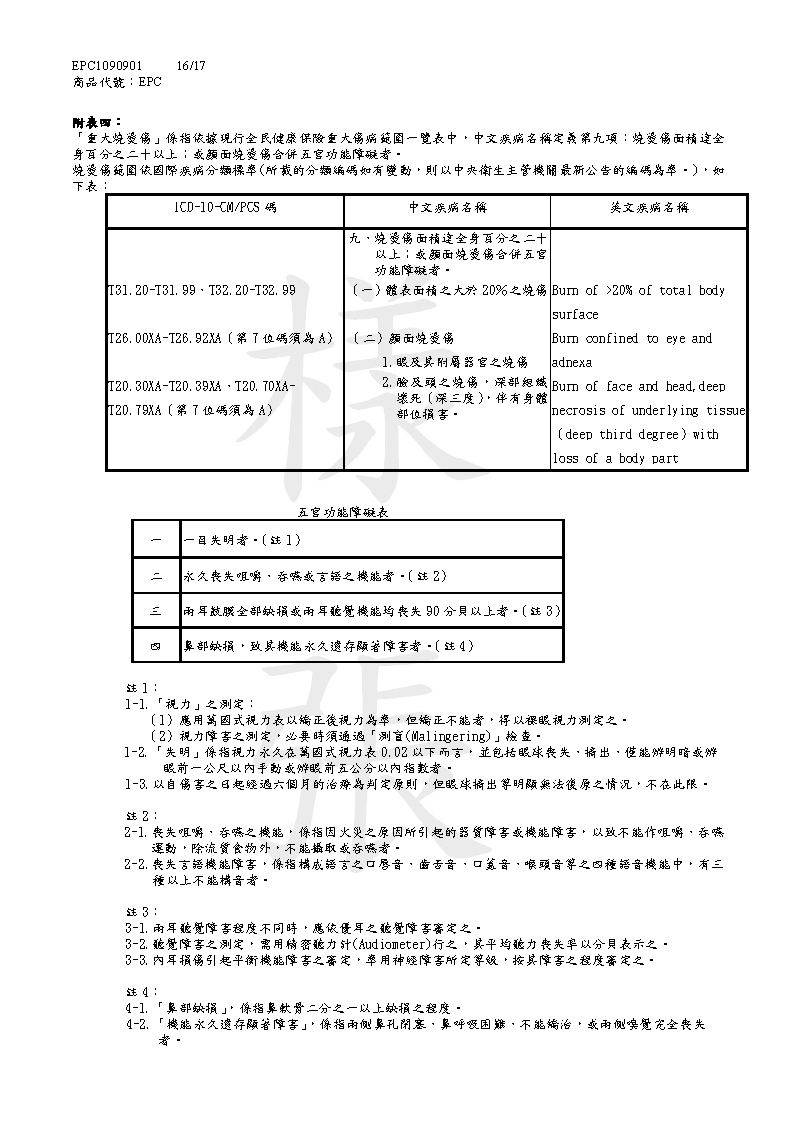 EPC1090901 16/17
商品代號：EPC
附表四：
「重大燒燙傷」係指依據現行全民健康保險重大傷病範圍一覽表中，中文疾病名稱定義第九項：燒燙傷面積達全
身百分之二十以上；或顏面燒燙傷合併五官功能障礙者。
燒燙傷範圍依國際疾病分類標準(所載的分類編碼如有變動，則以中央衛生主管機關最新公告的編碼為準。)，如
下表：
ICD-10-CM/PCS 碼 中文疾病名稱 英文疾病名稱
九、燒燙傷面積達全身百分之二十
以上；或顏面燒燙傷合併五官
功能障礙者。
T31.20-T31.99、T32.20-T32.99 （一）體表面積之大於 20%之燒傷 Burn of >20% of total body
surface
T26.00XA-T26.92XA（第 7 位碼須為 A） （二）顏面燒燙傷 Burn confined to eye and
1.眼及其附屬器官之燒傷 adnexa
T20.30XA-T20.39XA、T20.70XA- 2.臉及頭之燒傷，深部組織 Burn of face and head,deep
壞死（深三度），伴有身體
T20.79XA（第 7 位碼須為 A） 部位損害。 necrosis of underlying tissue
（deep third degree）with
loss of a body part
五官功能障礙表
一 一目失明者。（註 1）
二 永久喪失咀嚼、吞嚥或言語之機能者。（註 2）
三 兩耳鼓膜全部缺損或兩耳聽覺機能均喪失 90 分貝以上者。（註 3）
四 鼻部缺損，致其機能永久遺存顯著障害者。（註 4）
註 1：
1-1.「視力」之測定：
（1）應用萬國式視力表以矯正後視力為準，但矯正不能者，得以裸眼視力測定之。
（2）視力障害之測定，必要時須通過「測盲(Malingering)」檢查。
1-2.「失明」係指視力永久在萬國式視力表 0.02 以下而言，並包括眼球喪失、摘出、僅能辨明暗或辨
眼前一公尺以內手動或辨眼前五公分以內指數者。
1-3.以自傷害之日起經過六個月的治療為判定原則，但眼球摘出等明顯無法復原之情況，不在此限。
註 2：
2-1.喪失咀嚼、吞嚥之機能，係指因火災之原因所引起的器質障害或機能障害，以致不能作咀嚼、吞嚥
運動，除流質食物外，不能攝取或吞嚥者。
2-2.喪失言語機能障害，係指構成語言之口唇音、齒舌音、口蓋音、喉頭音等之四種語音機能中，有三
種以上不能構音者。
註 3：
3-1.兩耳聽覺障害程度不同時，應依優耳之聽覺障害審定之。
3-2.聽覺障害之測定，需用精密聽力計(Audiometer)行之，其平均聽力喪失率以分貝表示之。
3-3.內耳損傷引起平衡機能障害之審定，準用神經障害所定等級，按其障害之程度審定之。
註 4：
4-1.「鼻部缺損」，係指鼻軟骨二分之一以上缺損之程度。
4-2.「機能永久遺存顯著障害」，係指兩側鼻孔閉塞、鼻呼吸困難、不能矯治，或兩側嗅覺完全喪失
者。
樣
張